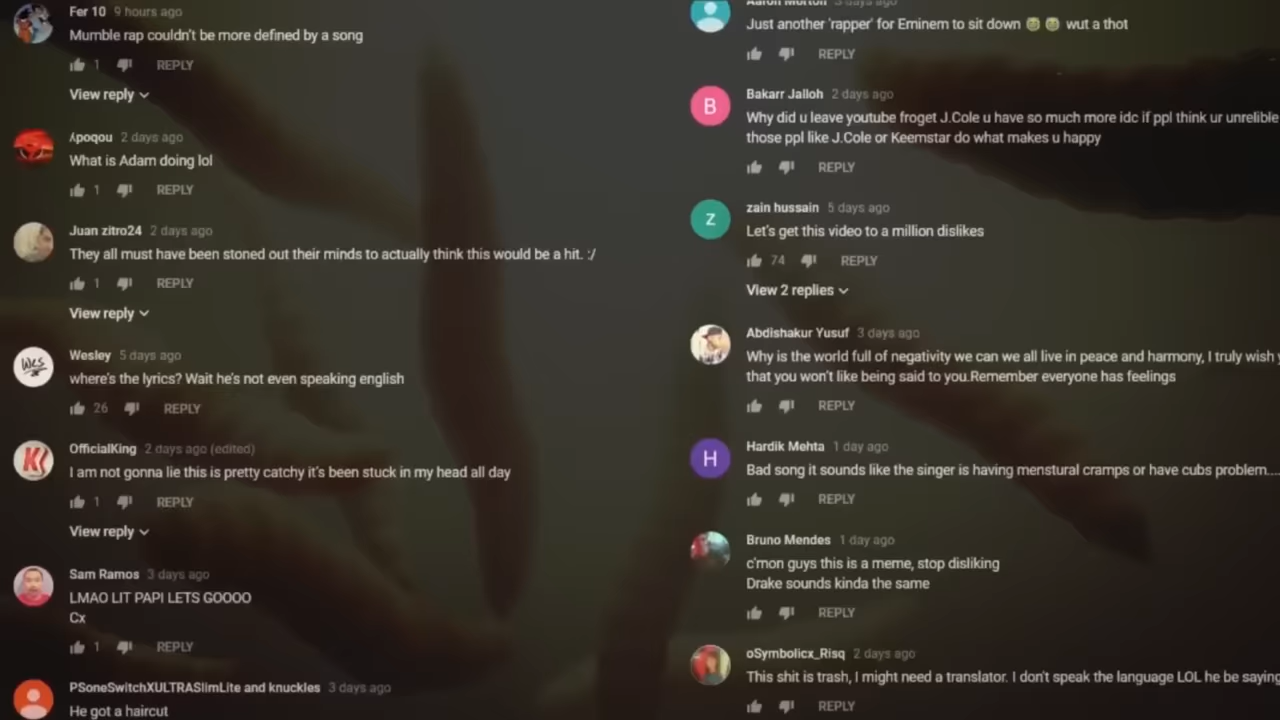 Fer 10 9 hours ago
Mumble rap couldn't be more defined by a song
1 REPLY
View reply
ʎpoqou 2 days ago
What is Adam doing lol
1 REPLY
Juan zitro24 2 days ago
They all must have been stoned out their minds to actually think this would be a hit. :/
1 REPLY
View reply
Wesley 5 days ago
where's the lyrics? Wait he's not even speaking english
26 REPLY
OfficialKing 2 days ago (edited)
I am not gonna lie this is pretty catchy it's been stuck in my head all day
1 REPLY
View reply
Sam Ramos 3 days ago
LMAO LIT PAPI LETS GOOOO
Cx
1 REPLY
PSoneSwitchXULTRASlimLite and knuckles 3 days ago
He got a haircut
Aaron Morton 3 days ago
Just another 'rapper' for Eminem to sit down 😂 😂 wut a thot
REPLY
B
Bakarr Jalloh 2 days ago
Why did u leave youtube froget J.Cole u have so much more idc if ppl think ur unrelible
those ppl like J.Cole or Keemstar do what makes u happy
REPLY
Z
zain hussain 5 days ago
Let's get this video to a million dislikes
74 REPLY
View 2 replies
Abdishakur Yusuf 3 days ago
Why is the world full of negativity we can we all live in peace and harmony, I truly wish
that you won't like being said to you.Remember everyone has feelings
REPLY
H
Hardik Mehta 1 day ago
Bad song it sounds like the singer is having menstural cramps or have cubs problem....
REPLY
Bruno Mendes 1 day ago
c'mon guys this is a meme, stop disliking
Drake sounds kinda the same
REPLY
oSymbolicx_Risq 2 days ago
This shit is trash, I might need a translator. I don't speak the language LOL he be saying
REPLY